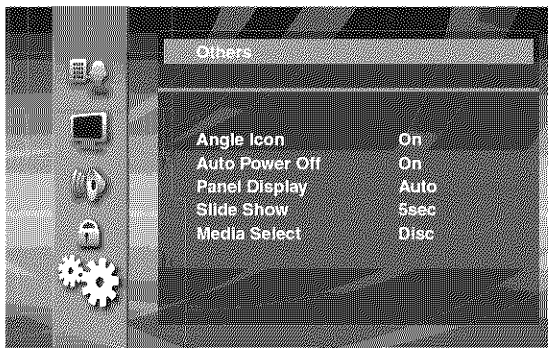 Others
Angle Icon On
Auto Power Off On
Panel Display Auto
Slide Show 5sec
Media Select Disc